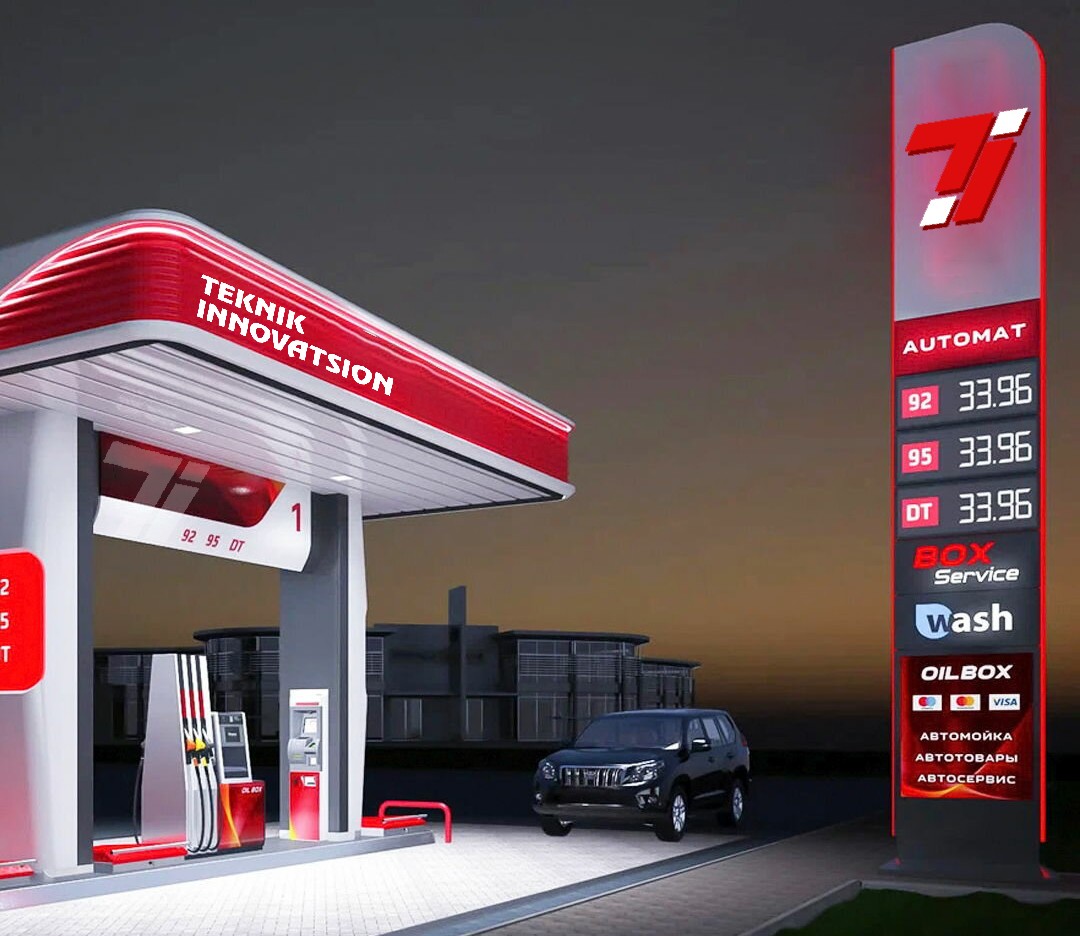 TEKNIK
INNOVATSION
1
92 95 DT
2
5
T
OIL BOX
7i
AUTOMAT
92 33.96
95 33.96
DT 33.96
BOX
Service
wash
OILBOX
VISA
АВТОМОЙКА
АВТОТОВАРЫ
АВТОСЕРВИС